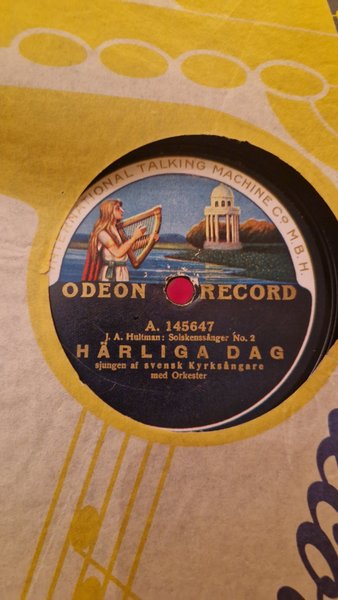 INTERNATIONAL TALKING MACHINE Co M.B.H.
ODEON RECORD
A. 145647
J. A. Hultman: Solskenssånger No. 2
HÄRLIGA DAG
sjungen af svensk Kyrksångare
med Orkester